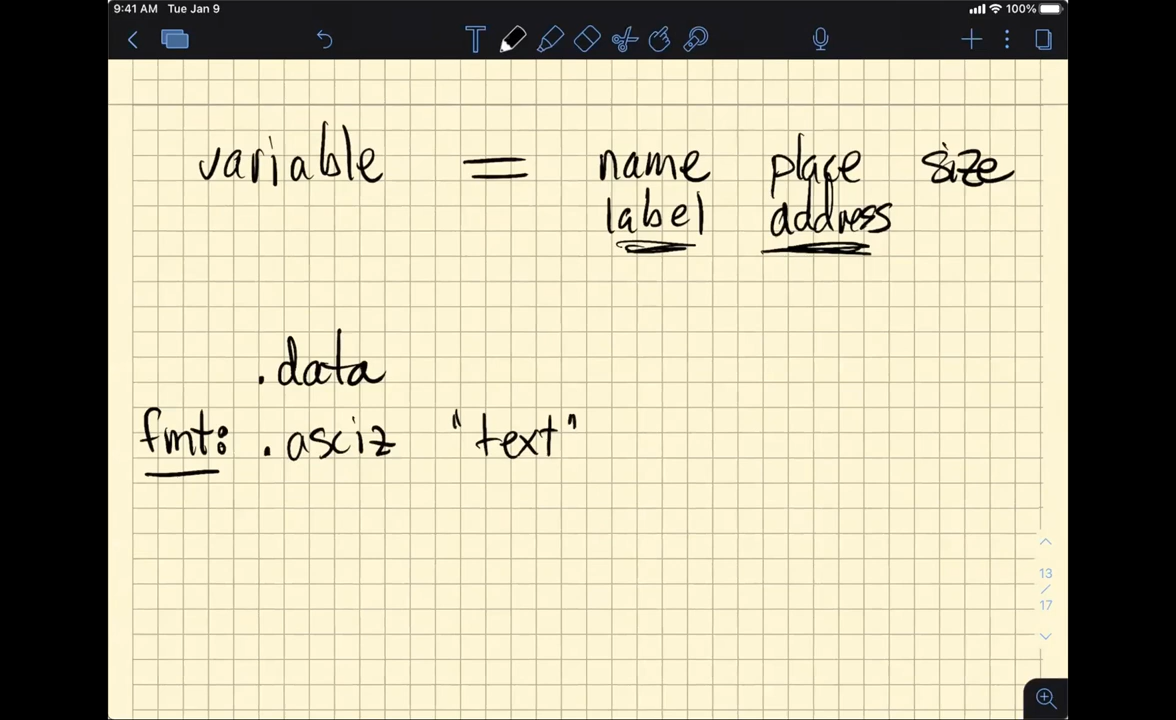 9:41 AM Tue Jan 9 100%
variable = name place size
label address
.data
fmt: .asciz "text"
13
/
17